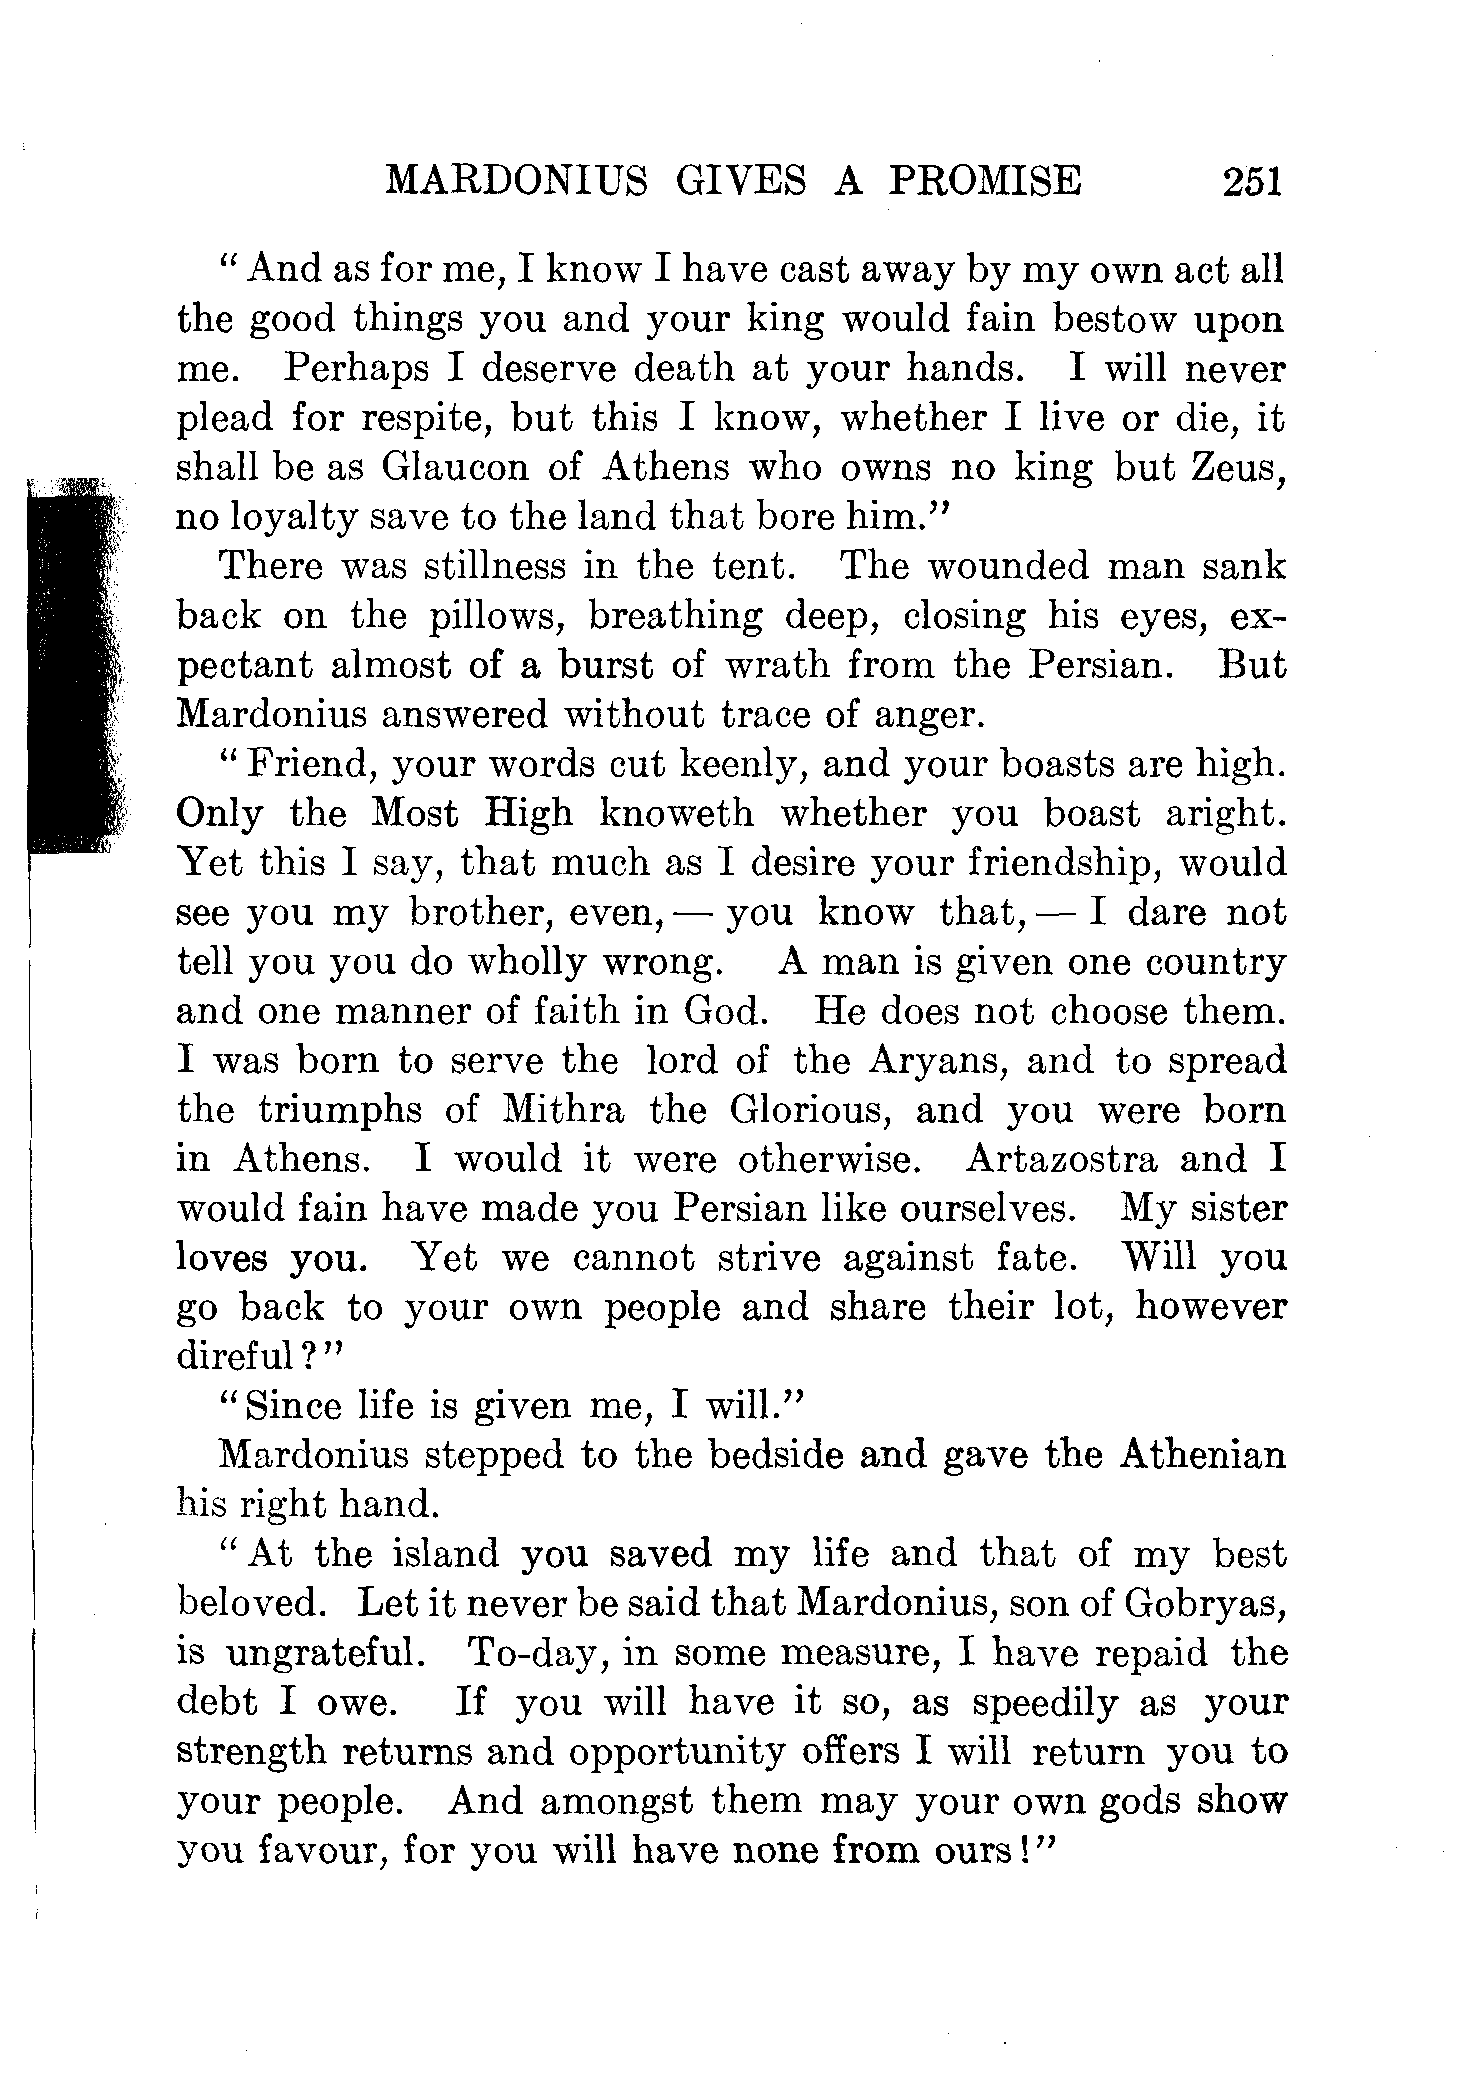 MARDONIUS GIVES A PROMISE 251
“And as for me, I know I have cast away by my own act all
the good things you and your king would fain bestow upon
me. Perhaps I deserve death at your hands. I will never
plead for respite, but this I know, whether I live or die, it
shall be as Glaucon of Athens who owns no king but Zeus,
no loyalty save to the land that bore him.”
There was stillness in the tent. The wounded man sank
back on the pillows, breathing deep, closing his eyes, ex-
pectant almost of a burst of wrath from the Persian. But
Mardonius answered without trace of anger.
“Friend, your words cut keenly, and your boasts are high.
Only the Most High knoweth whether you boast aright.
Yet this I say, that much as I desire your friendship, would
see you my brother, even, — you know that, — I dare not
tell you you do wholly wrong. A man is given one country
and one manner of faith in God. He does not choose them.
I was born to serve the lord of the Aryans, and to spread
the triumphs of Mithra the Glorious, and you were born
in Athens. I would it were otherwise. Artazostra and I
would fain have made you Persian like ourselves. My sister
loves you. Yet we cannot strive against fate. Will you
go back to your own people and share their lot, however
direful?”
“Since life is given me, I will.”
Mardonius stepped to the bedside and gave the Athenian
his right hand.
“At the island you saved my life and that of my best
beloved. Let it never be said that Mardonius, son of Gobryas,
is ungrateful. To-day, in some measure, I have repaid the
debt I owe. If you will have it so, as speedily as your
strength returns and opportunity offers I will return you to
your people. And amongst them may your own gods show
you favour, for you will have none from ours!”